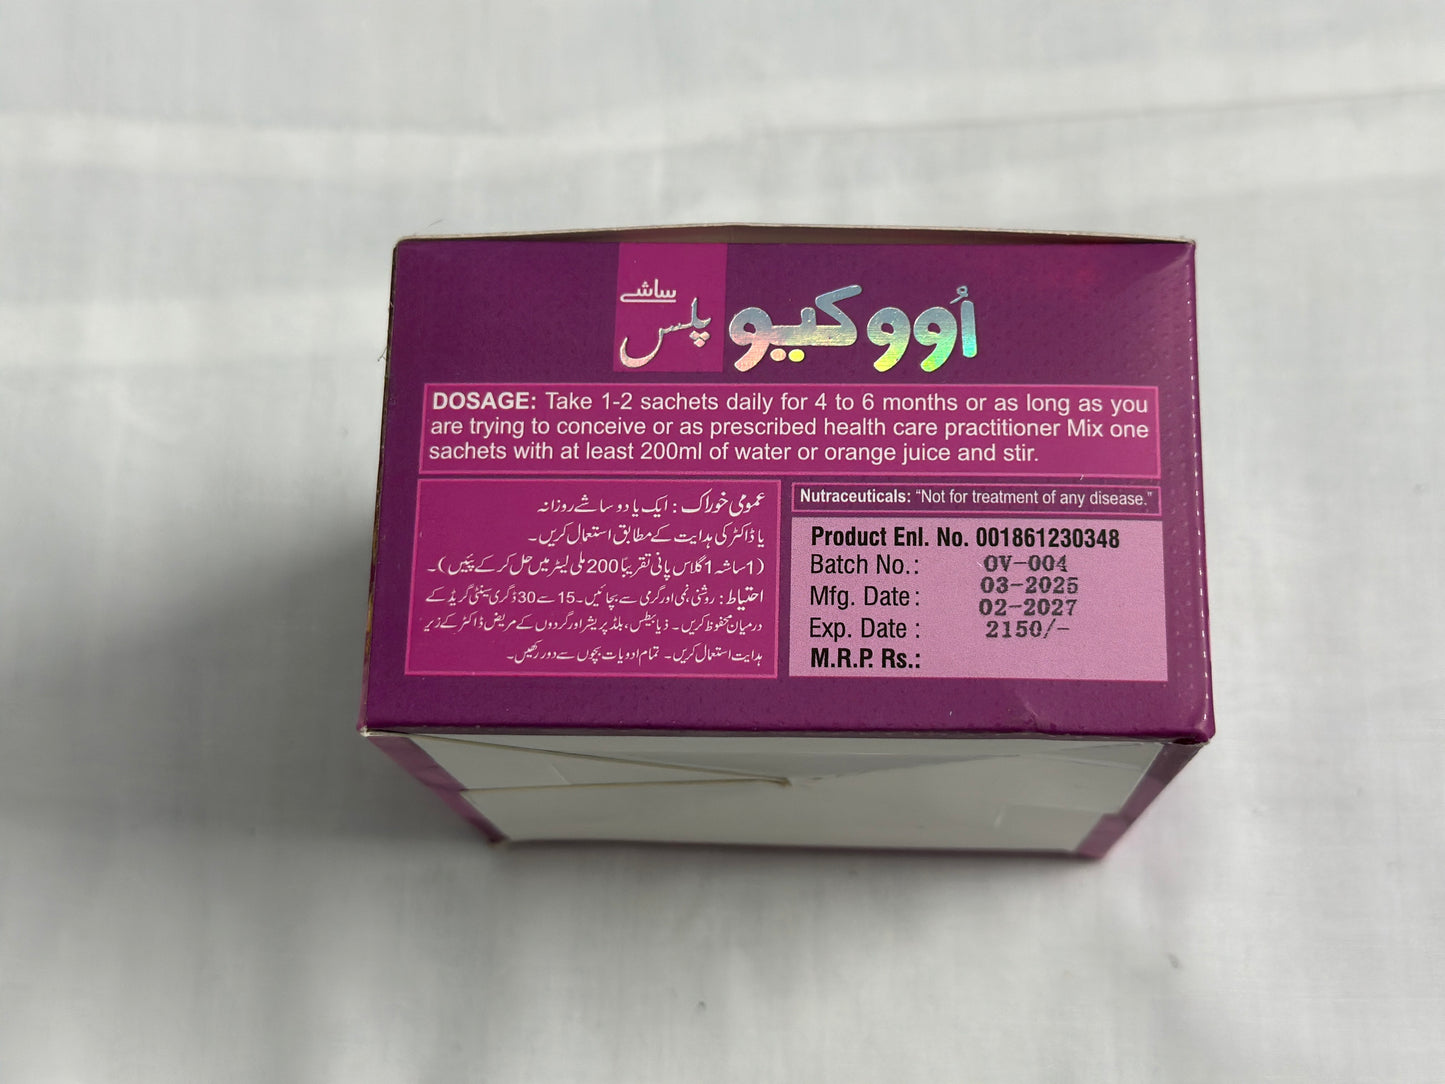 اُووکیو پلس ساشے
DOSAGE: Take 1-2 sachets daily for 4 to 6 months or as long as you
are trying to conceive or as prescribed health care practitioner Mix one
sachets with at least 200ml of water or orange juice and stir.
عمومی خوراک : ایک یا دو ساشے روزانہ
یا ڈاکٹر کی ہدایت کے مطابق استعمال کریں۔
(1 ساشہ 1 گلاس پانی تقریبًا 200 ملی لیٹر میں حل کر کے پئیں)۔
احتیاط : روشنی نمی اور گرمی سے بچائیں۔ 15 سے 30 ڈگری سینٹی گریڈ کے
درمیان محفوظ کریں۔ ذیابیطس، بلڈ پریشر اور گردوں کے مریض ڈاکٹر کے زیر
ہدایت استعمال کریں۔ تمام ادویات بچوں سے دور رکھیں۔
Nutraceuticals: “Not for treatment of any disease.”
Product Enl. No. 001861230348
Batch No.: OV-004
Mfg. Date: 03-2025
Exp. Date : 02-2027
M.R.P. Rs.: 2150/-